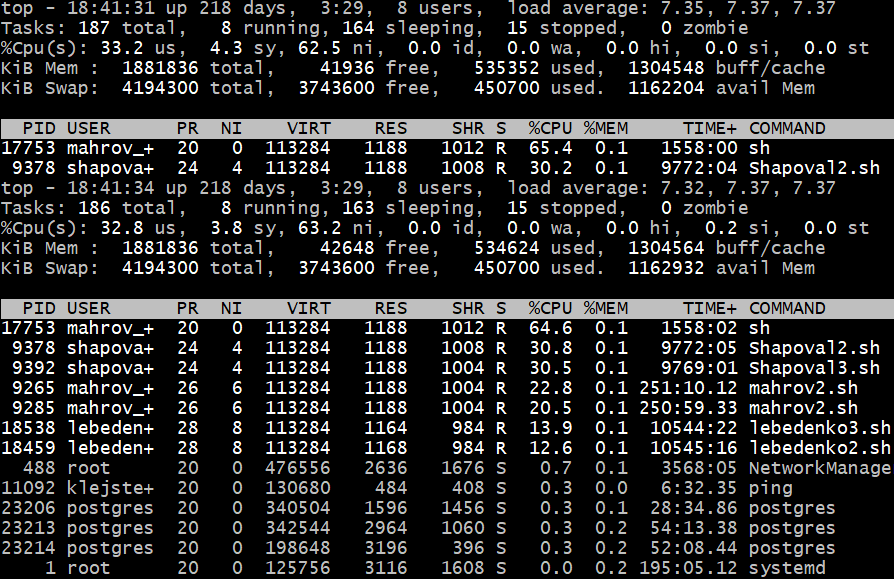 top - 18:41:31 up 218 days,  3:29,  8 users,  load average: 7.35, 7.37, 7.37
Tasks: 187 total,   8 running, 164 sleeping,  15 stopped,   0 zombie
%Cpu(s): 33.2 us,  4.3 sy, 62.5 ni,  0.0 id,  0.0 wa,  0.0 hi,  0.0 si,  0.0 st
KiB Mem :  1881836 total,    41936 free,   535352 used,  1304548 buff/cache
KiB Swap:  4194300 total,  3743600 free,   450700 used.  1162204 avail Mem
  PID USER      PR  NI    VIRT    RES    SHR S  %CPU %MEM     TIME+ COMMAND
17753 mahrov_+  20   0  113284   1188   1012 R  65.4  0.1   1558:00 sh
 9378 shapova+  24   4  113284   1188   1008 R  30.2  0.1   9772:04 Shapoval2.sh
top - 18:41:34 up 218 days,  3:29,  8 users,  load average: 7.32, 7.37, 7.37
Tasks: 186 total,   8 running, 163 sleeping,  15 stopped,   0 zombie
%Cpu(s): 32.8 us,  3.8 sy, 63.2 ni,  0.0 id,  0.0 wa,  0.0 hi,  0.2 si,  0.0 st
KiB Mem :  1881836 total,    42648 free,   534624 used,  1304564 buff/cache
KiB Swap:  4194300 total,  3743600 free,   450700 used.  1162932 avail Mem
  PID USER      PR  NI    VIRT    RES    SHR S  %CPU %MEM     TIME+ COMMAND
17753 mahrov_+  20   0  113284   1188   1012 R  64.6  0.1   1558:02 sh
 9378 shapova+  24   4  113284   1188   1008 R  30.8  0.1   9772:05 Shapoval2.sh
 9392 shapova+  24   4  113284   1188   1004 R  30.5  0.1   9769:01 Shapoval3.sh
 9265 mahrov_+  26   6  113284   1188   1004 R  22.8  0.1 251:10.12 mahrov2.sh
 9285 mahrov_+  26   6  113284   1188   1004 R  20.5  0.1 250:59.33 mahrov2.sh
18538 lebeden+  28   8  113284   1164    984 R  13.9  0.1  10544:22 lebedenko3.sh
18459 lebeden+  28   8  113284   1168    984 R  12.6  0.1  10545:16 lebedenko2.sh
  488 root      20   0  476556   2636   1676 S   0.7  0.1   3568:05 NetworkManage
11092 klejste+  20   0  130680    484    408 S   0.3  0.0   6:32.35 ping
23206 postgres  20   0  340504   1596   1456 S   0.3  0.1  28:34.86 postgres
23213 postgres  20   0  342544   2964   1060 S   0.3  0.2  54:13.38 postgres
23214 postgres  20   0  198648   3196    396 S   0.3  0.2  52:08.44 postgres
    1 root      20   0  125756   3116   1608 S   0.0  0.2 195:05.12 systemd